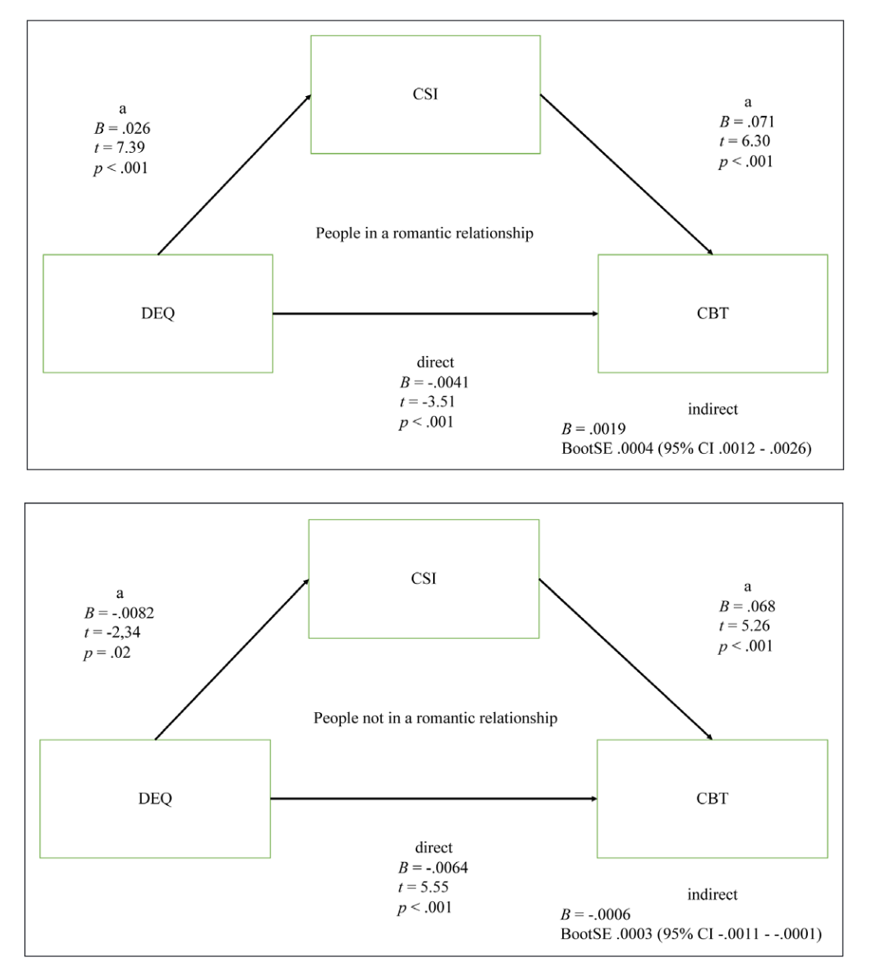 CSI
a
B = .026
t = 7.39
p < .001
a
B = .071
t = 6.30
p < .001
People in a romantic relationship
DEQ
CBT
direct
B = -.0041
t = -3.51
p < .001
indirect
B = .0019
BootSE .0004 (95% CI .0012 - .0026)
CSI
a
B = -.0082
t = -2,34
p = .02
a
B = .068
t = 5.26
p < .001
People not in a romantic relationship
DEQ
CBT
direct
B = -.0064
t = 5.55
p < .001
indirect
B = -.0006
BootSE .0003 (95% CI -.0011 - -.0001)